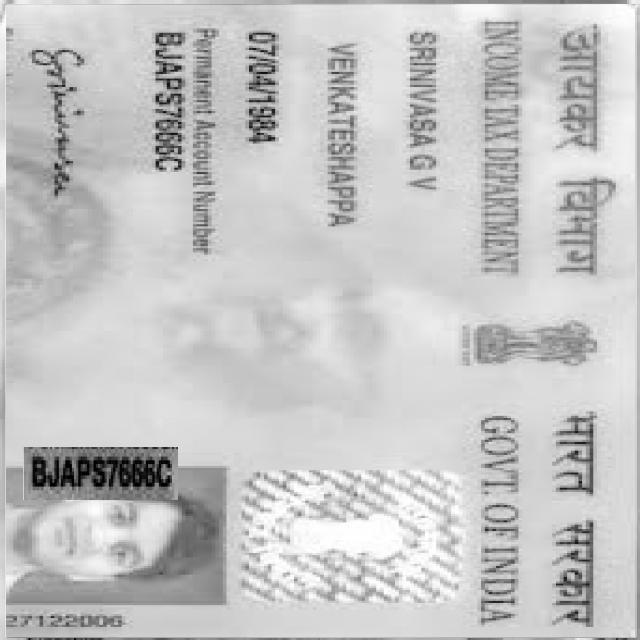 आयकर विभाग
भारत सरकार
INCOME TAX DEPARTMENT
GOVT. OF INDIA
SRINIVASA G V
VENKATESHAPPA
07/04/1984
Permanent Account Number
BJAPS7666C
Srinivasa
BJAPS7666C
27122006